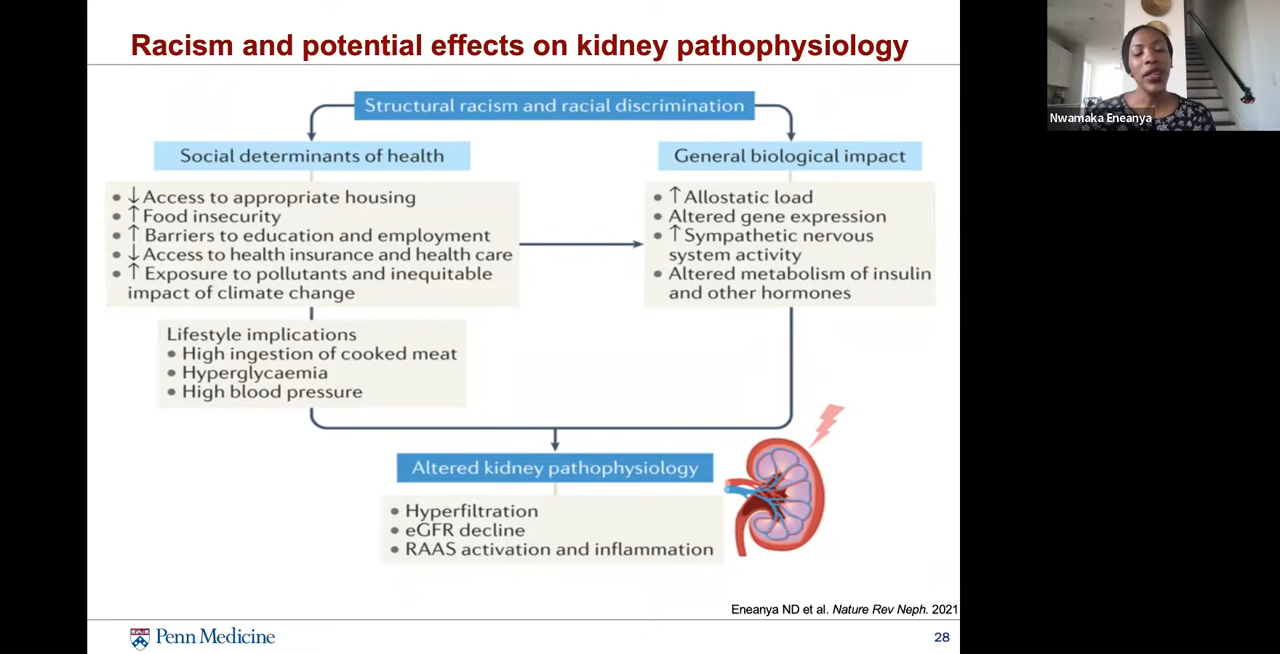 Racism and potential effects on kidney pathophysiology
Structural racism and racial discrimination
Social determinants of health
• ↓ Access to appropriate housing
• ↑ Food insecurity
• ↑ Barriers to education and employment
• ↓ Access to health insurance and health care
• ↑ Exposure to pollutants and inequitable
impact of climate change
Lifestyle implications
• High ingestion of cooked meat
• Hyperglycaemia
• High blood pressure
General biological impact
• ↑ Allostatic load
• Altered gene expression
• ↑ Sympathetic nervous
system activity
• Altered metabolism of insulin
and other hormones
Altered kidney pathophysiology
• Hyperfiltration
• eGFR decline
• RAAS activation and inflammation
Eneanya ND et al. Nature Rev Neph. 2021
Penn Medicine
28
Nwamaka Eneanya